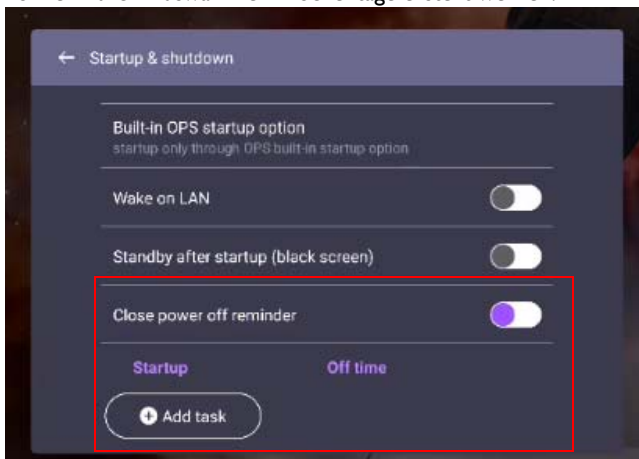 ← Startup & shutdown
Built-in OPS startup option
startup only through OPS built-in startup option
Wake on LAN
Standby after startup (black screen)
Close power off reminder
Startup Off time
Add task